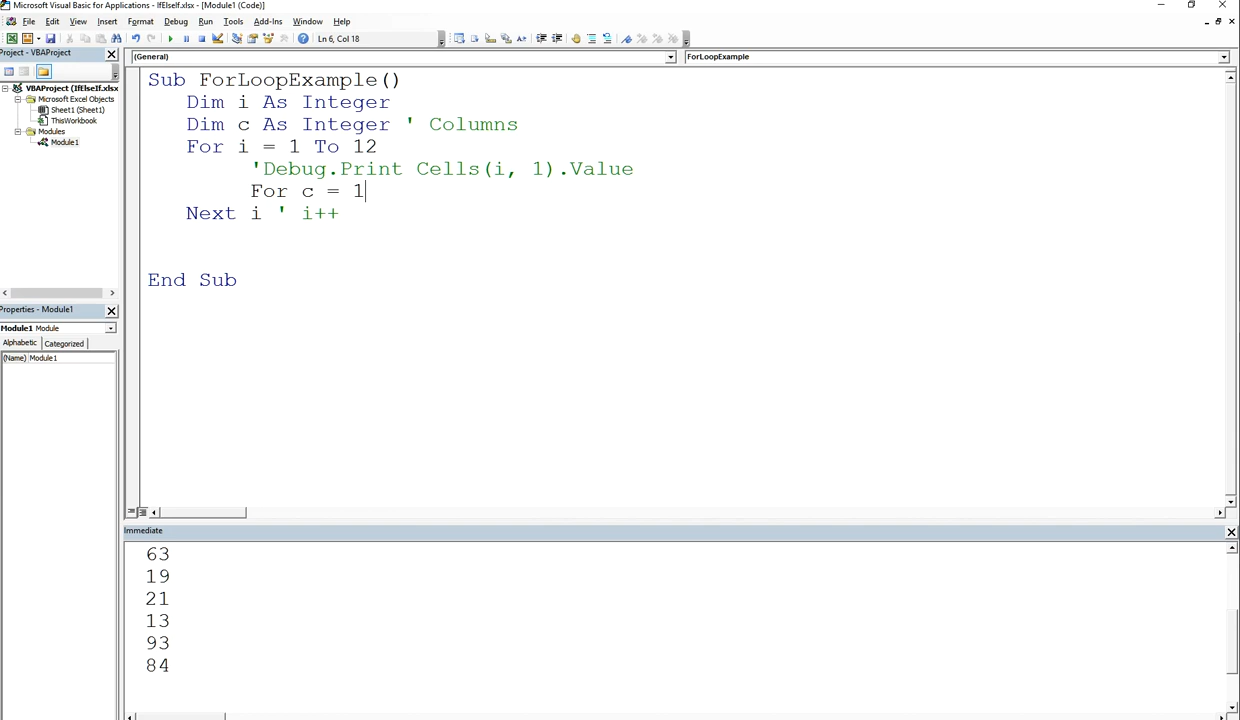 Microsoft Visual Basic for Applications - IfElseIf.xlsx - [Module1 (Code)]
File Edit View Insert Format Debug Run Tools Add-Ins Window Help
Ln 6, Col 18
Project - VBAProject
(General) ForLoopExample
VBAProject (IfElseIf.xlsx
Microsoft Excel Objects
Sheet1 (Sheet1)
ThisWorkbook
Modules
Module1
Sub ForLoopExample()
Dim i As Integer
Dim c As Integer ' Columns
For i = 1 To 12
'Debug.Print Cells(i, 1).Value
For c = 1
Next i ' i++
End Sub
Properties - Module1
Module1 Module
Alphabetic Categorized
(Name) Module1
Immediate
63
19
21
13
93
84